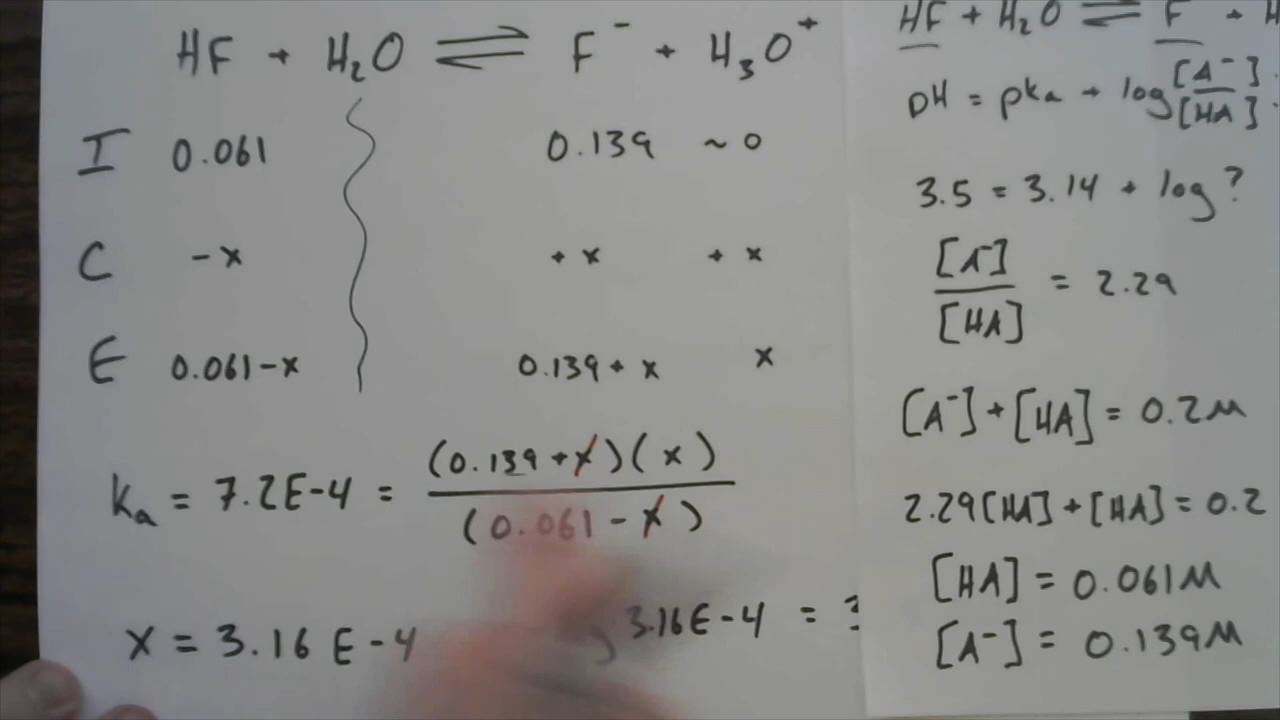 HF + H₂O ⇌ F⁻ + H₃O⁺
I 0.061 0.139 ~0
C -x +x +x
E 0.061-x 0.139+x x
Ka = 7.2E-4 = (0.139+x)(x) / (0.061-x)
x = 3.16E-4
3.16E-4 =
HF + H₂O ⇌ F +
pH = pKa + log [A⁻] / [HA]
3.5 = 3.14 + log ?
[A⁻] / [HA] = 2.29
[A⁻] + [HA] = 0.2M
2.29[HA] + [HA] = 0.2
[HA] = 0.061M
[A⁻] = 0.139M